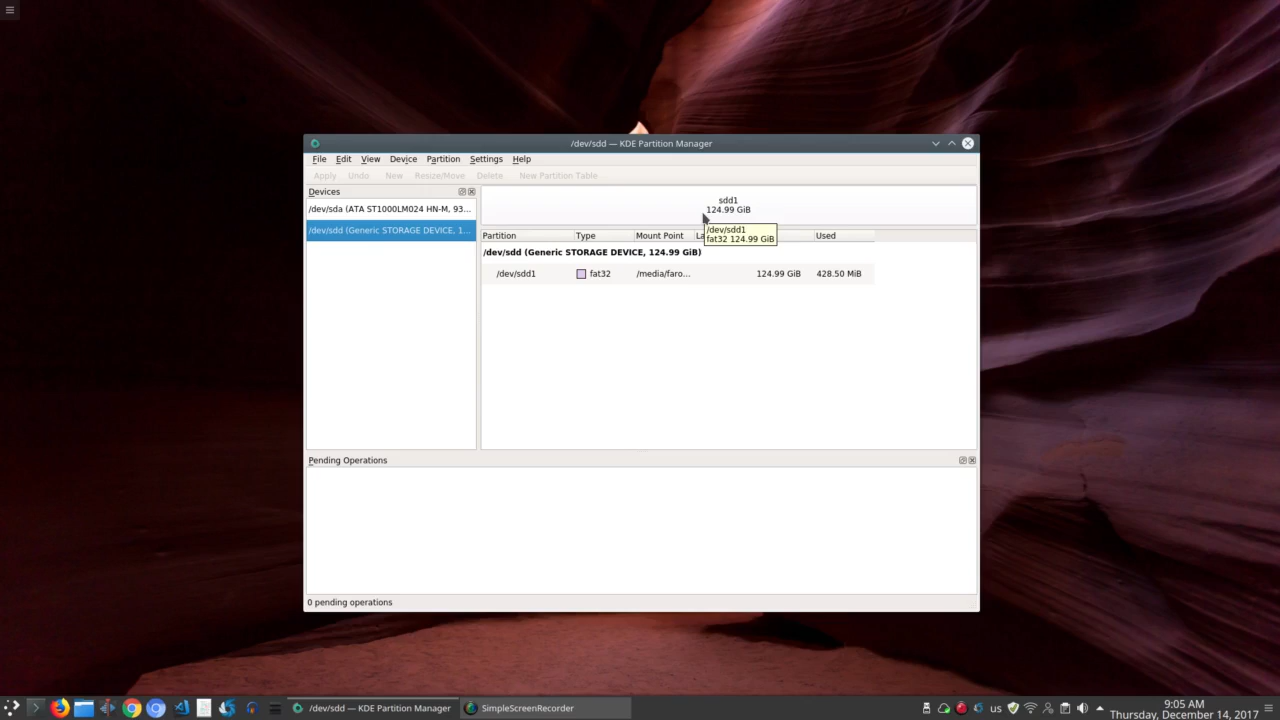 /dev/sdd — KDE Partition Manager
File Edit View Device Partition Settings Help
Apply Undo New Resize/Move Delete New Partition Table
Devices
/dev/sda (ATA ST1000LM024 HN-M, 93...
/dev/sdd (Generic STORAGE DEVICE, 1...
sdd1
124.99 GiB
Partition Type Mount Point La Used
/dev/sdd1
fat32 124.99 GiB
/dev/sdd (Generic STORAGE DEVICE, 124.99 GiB)
/dev/sdd1 fat32 /media/faro... 124.99 GiB 428.50 MiB
Pending Operations
0 pending operations
/dev/sdd — KDE Partition Manager
SimpleScreenRecorder
us
9:05 AM
Thursday, December 14, 2017